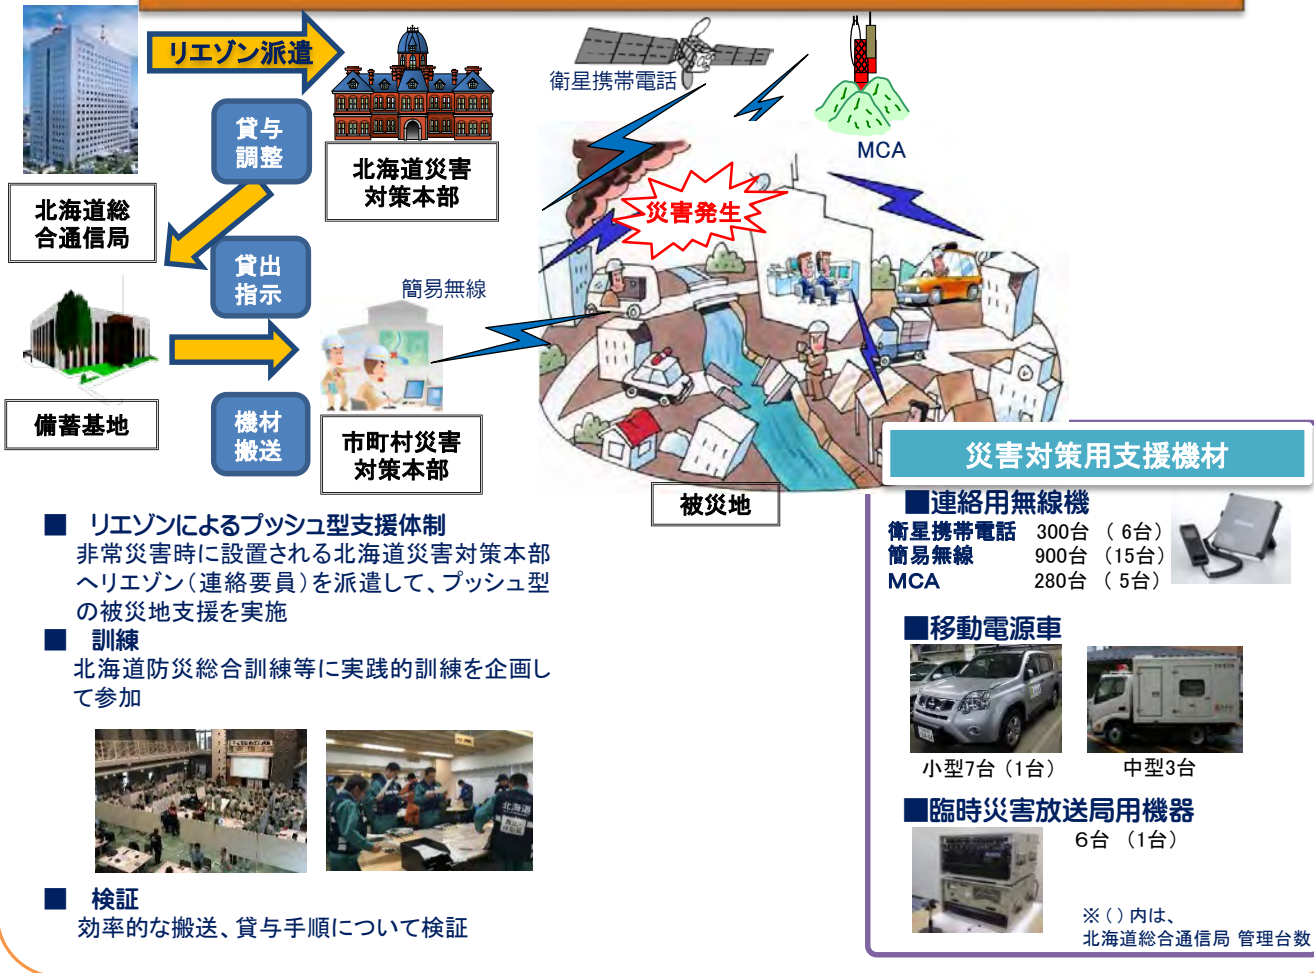 リエゾン派遣
貸与
調整
北海道総
合通信局
北海道災害
対策本部
衛星携帯電話
MCA
災害発生
貸出
指示
簡易無線
備蓄基地
機材
搬送
市町村災害
対策本部
被災地
■ リエゾンによるプッシュ型支援体制
非常災害時に設置される北海道災害対策本部
へリエゾン(連絡要員)を派遣して、プッシュ型
の被災地支援を実施
■ 訓練
北海道防災総合訓練等に実践的訓練を企画し
て参加
北海道
■ 検証
効率的な搬送、貸与手順について検証
災害対策用支援機材
■連絡用無線機
衛星携帯電話 300台 ( 6台)
簡易無線 900台 (15台)
MCA 280台 ( 5台)
■移動電源車
小型7台 (1台)
中型3台
■臨時災害放送局用機器
6台 (1台)
※ ( ) 内は、
北海道総合通信局 管理台数